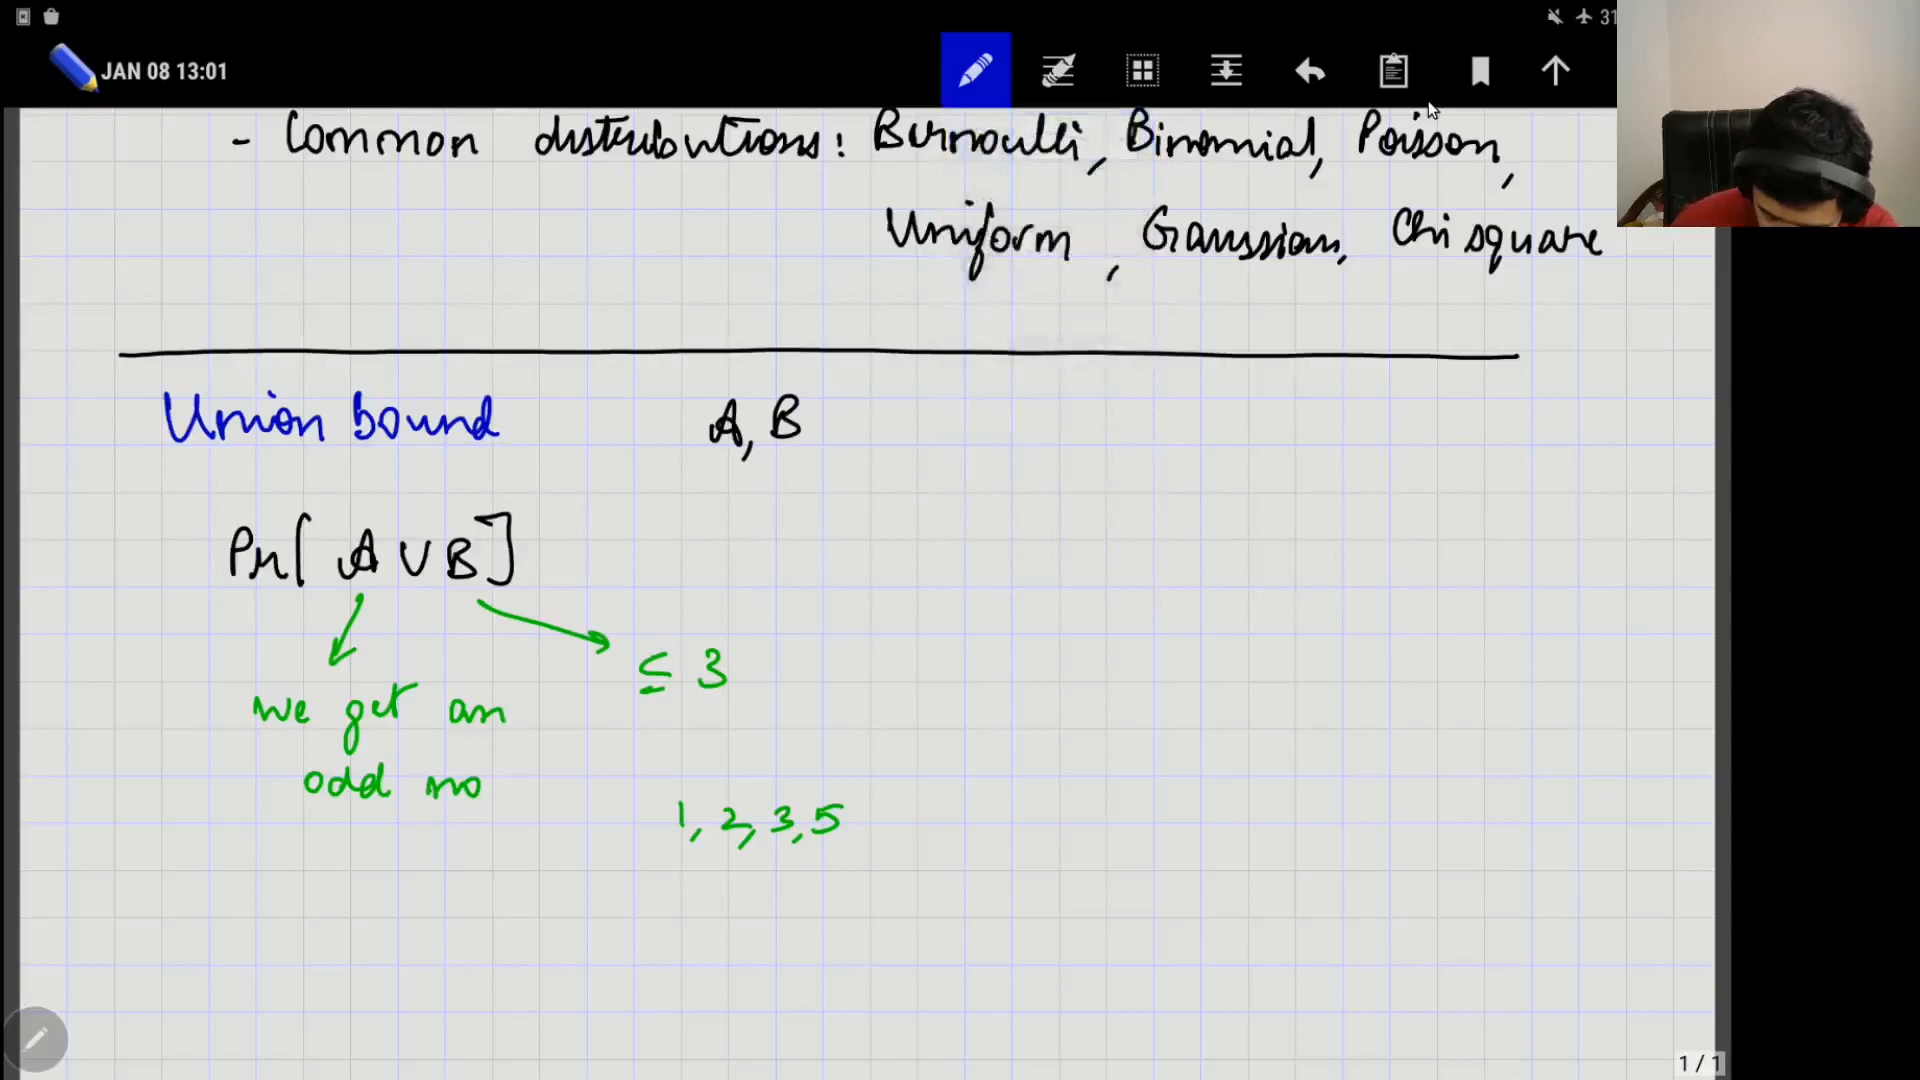 JAN 08 13:01
31
- Common distributions: Bernoulli, Binomial, Poisson,
Uniform, Gaussian, Chi square
Union bound A, B
Pr[ A ∪ B ]
≤ 3
we get an
odd no
1, 2, 3, 5
1 / 1